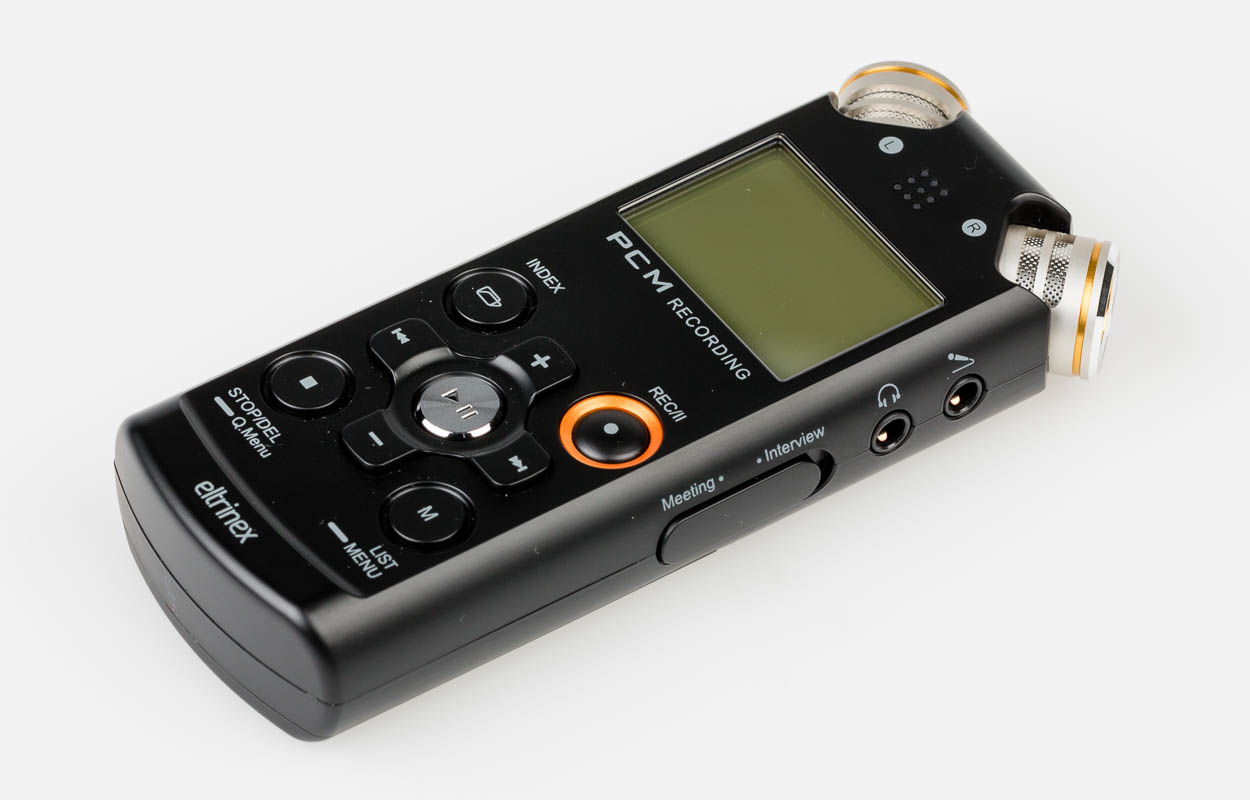 L
R
PCM RECORDING
INDEX
REC/II
STOP/DEL
Q.Menu
M
LIST
MENU
eltrinex
Meeting •
• Interview